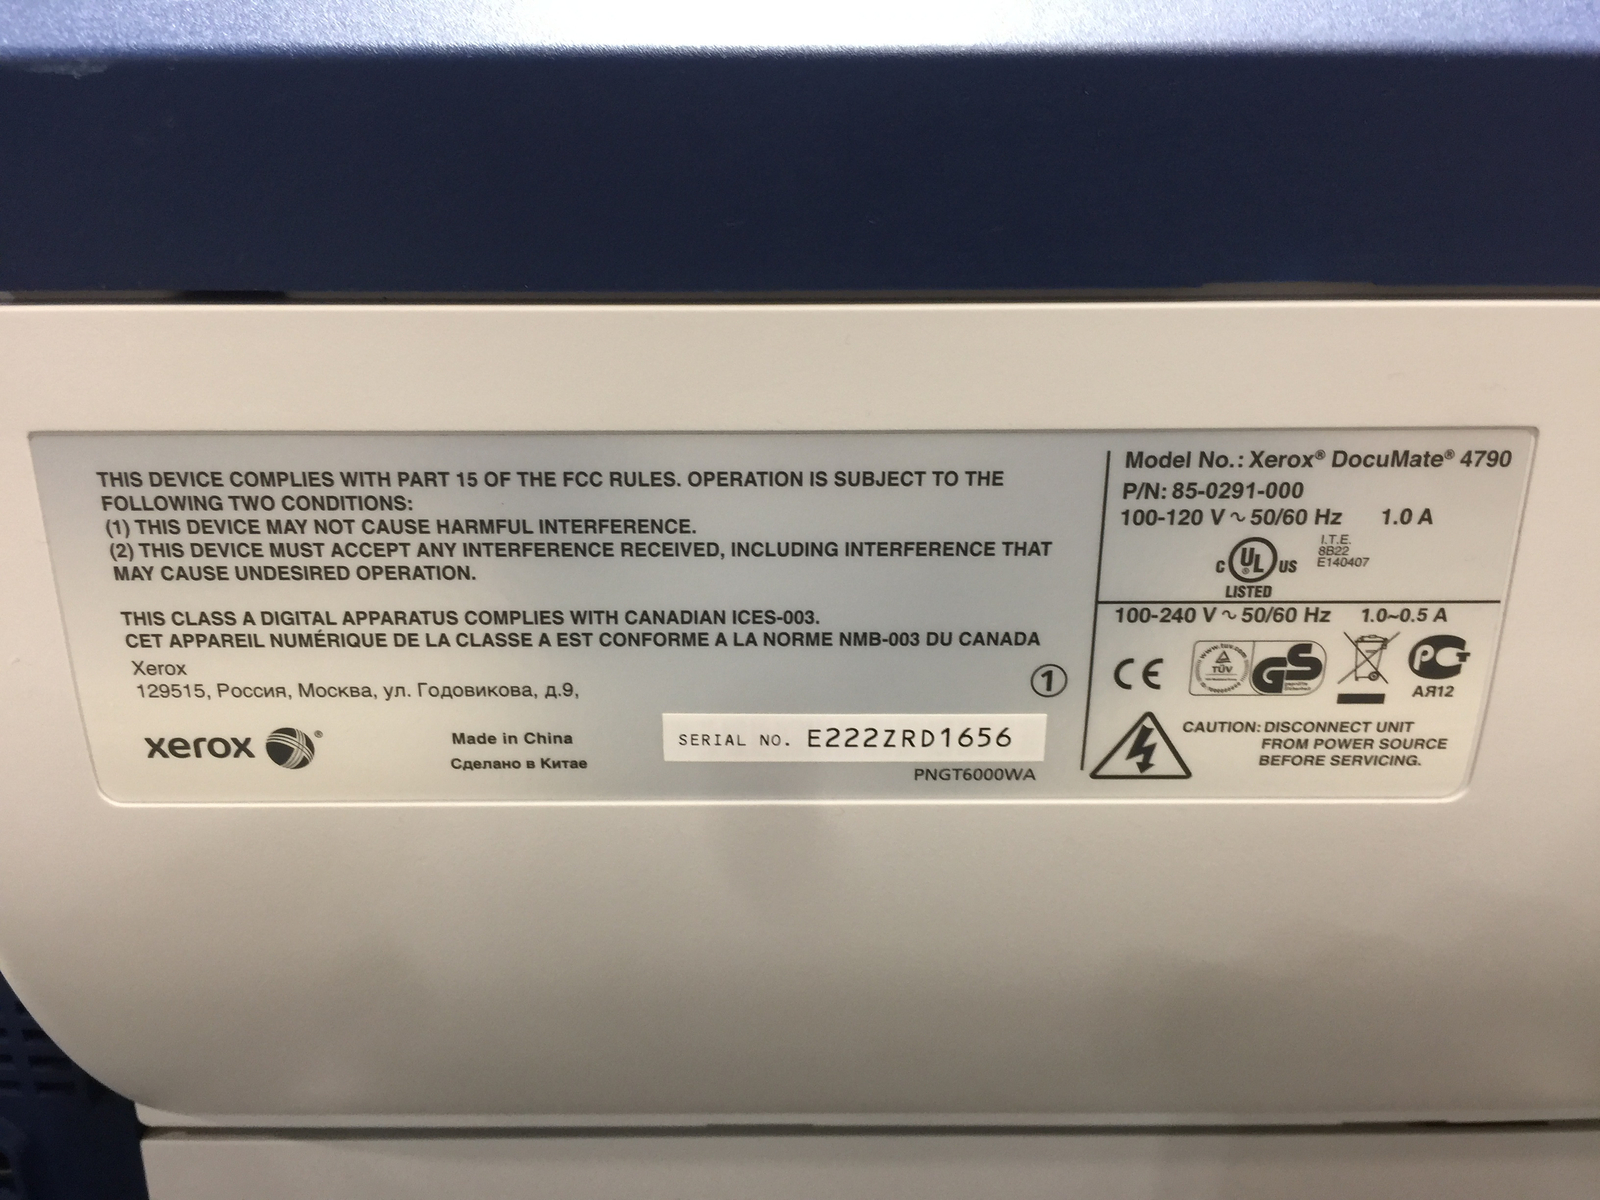 THIS DEVICE COMPLIES WITH PART 15 OF THE FCC RULES. OPERATION IS SUBJECT TO THE
FOLLOWING TWO CONDITIONS:
(1) THIS DEVICE MAY NOT CAUSE HARMFUL INTERFERENCE.
(2) THIS DEVICE MUST ACCEPT ANY INTERFERENCE RECEIVED, INCLUDING INTERFERENCE THAT
MAY CAUSE UNDESIRED OPERATION.
THIS CLASS A DIGITAL APPARATUS COMPLIES WITH CANADIAN ICES-003.
CET APPAREIL NUMÉRIQUE DE LA CLASSE A EST CONFORME A LA NORME NMB-003 DU CANADA
Xerox
129515, Россия, Москва, ул. Годовикова, д.9,
①
xerox®
Made in China
Сделано в Китае
SERIAL NO. E222ZRD1656
PNGT6000WA
Model No.: Xerox® DocuMate® 4790
P/N: 85-0291-000
100-120 V ~ 50/60 Hz 1.0 A
C UL® US
LISTED
I.T.E.
8B22
E140407
100-240 V ~ 50/60 Hz 1.0~0.5 A
CE
www.tuv.com
TÜV
GS
geprüfte
Sicherheit
РСТ
АЯ12
CAUTION: DISCONNECT UNIT
FROM POWER SOURCE
BEFORE SERVICING.